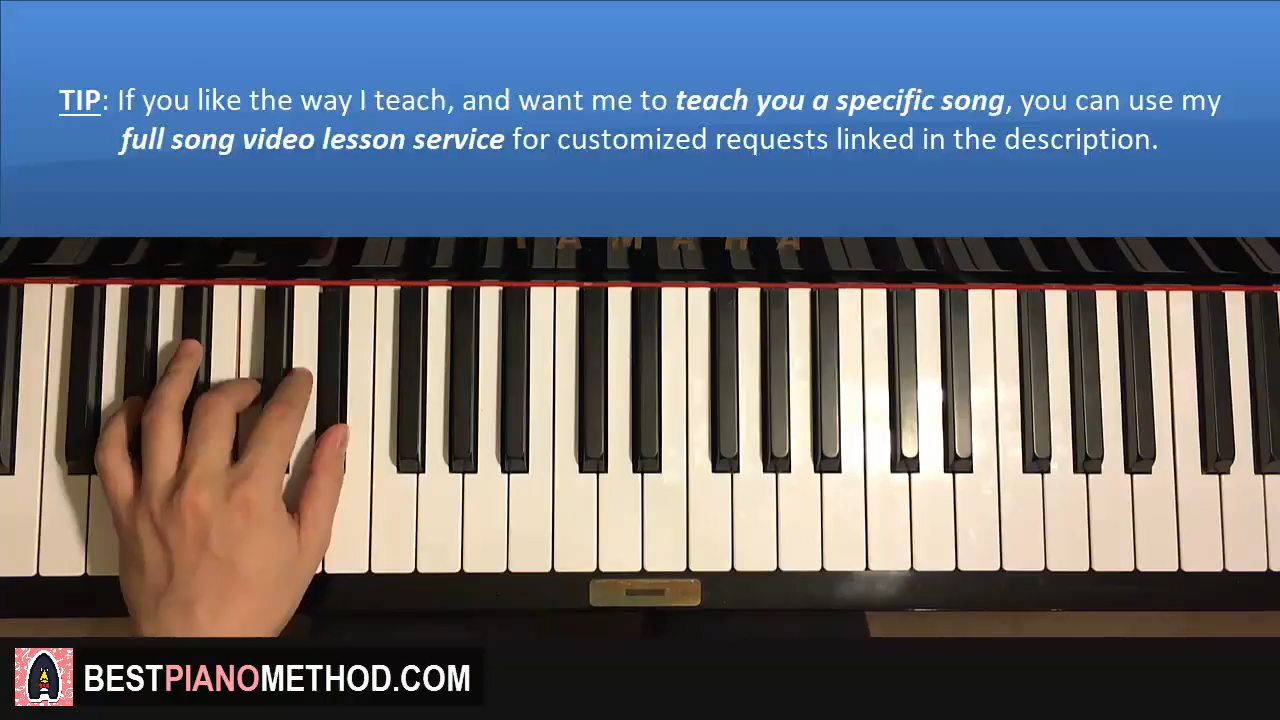 TIP: If you like the way I teach, and want me to teach you a specific song, you can use my
full song video lesson service for customized requests linked in the description.
YAMAHA
BESTPIANOMETHOD.COM